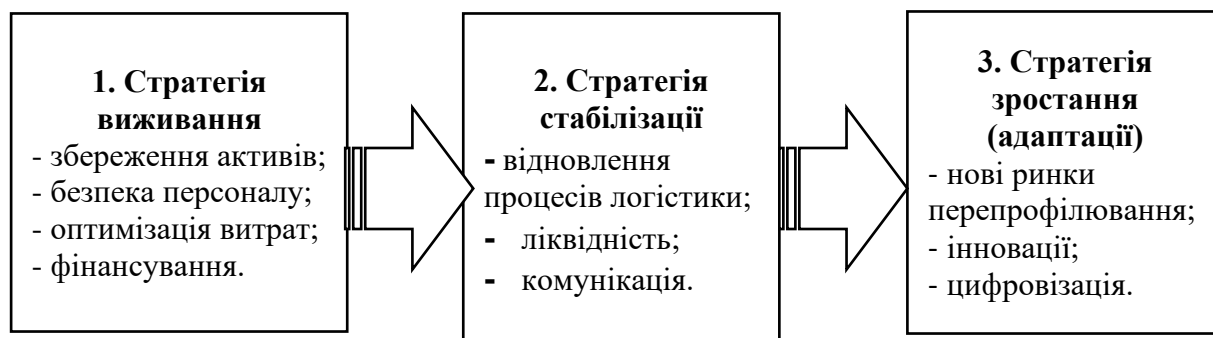 1. Стратегія
виживання
- збереження активів;
- безпека персоналу;
- оптимізація витрат;
- фінансування.
2. Стратегія
стабілізації
- відновлення
процесів логістики;
- ліквідність;
- комунікація.
3. Стратегія
зростання
(адаптації)
- нові ринки
перепрофілювання;
- інновації;
- цифровізація.